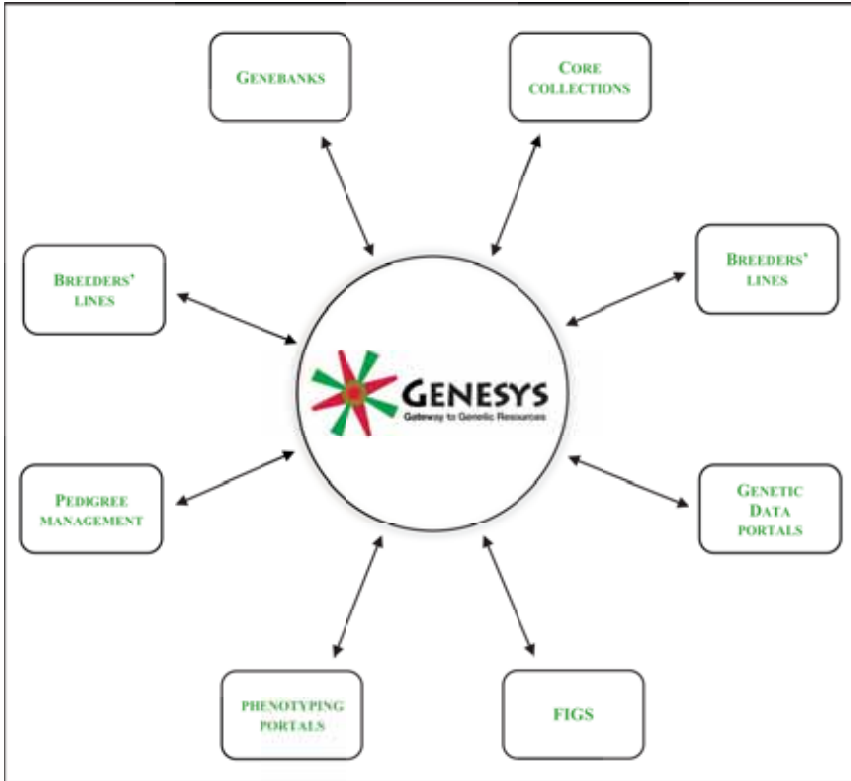 GENEBANKS
CORE
COLLECTIONS
BREEDERS’
LINES
BREEDERS’
LINES
GENESYS
Gateway to Genetic Resources
PEDIGREE
MANAGEMENT
GENETIC
DATA
PORTALS
PHENOTYPING
PORTALS
FIGS